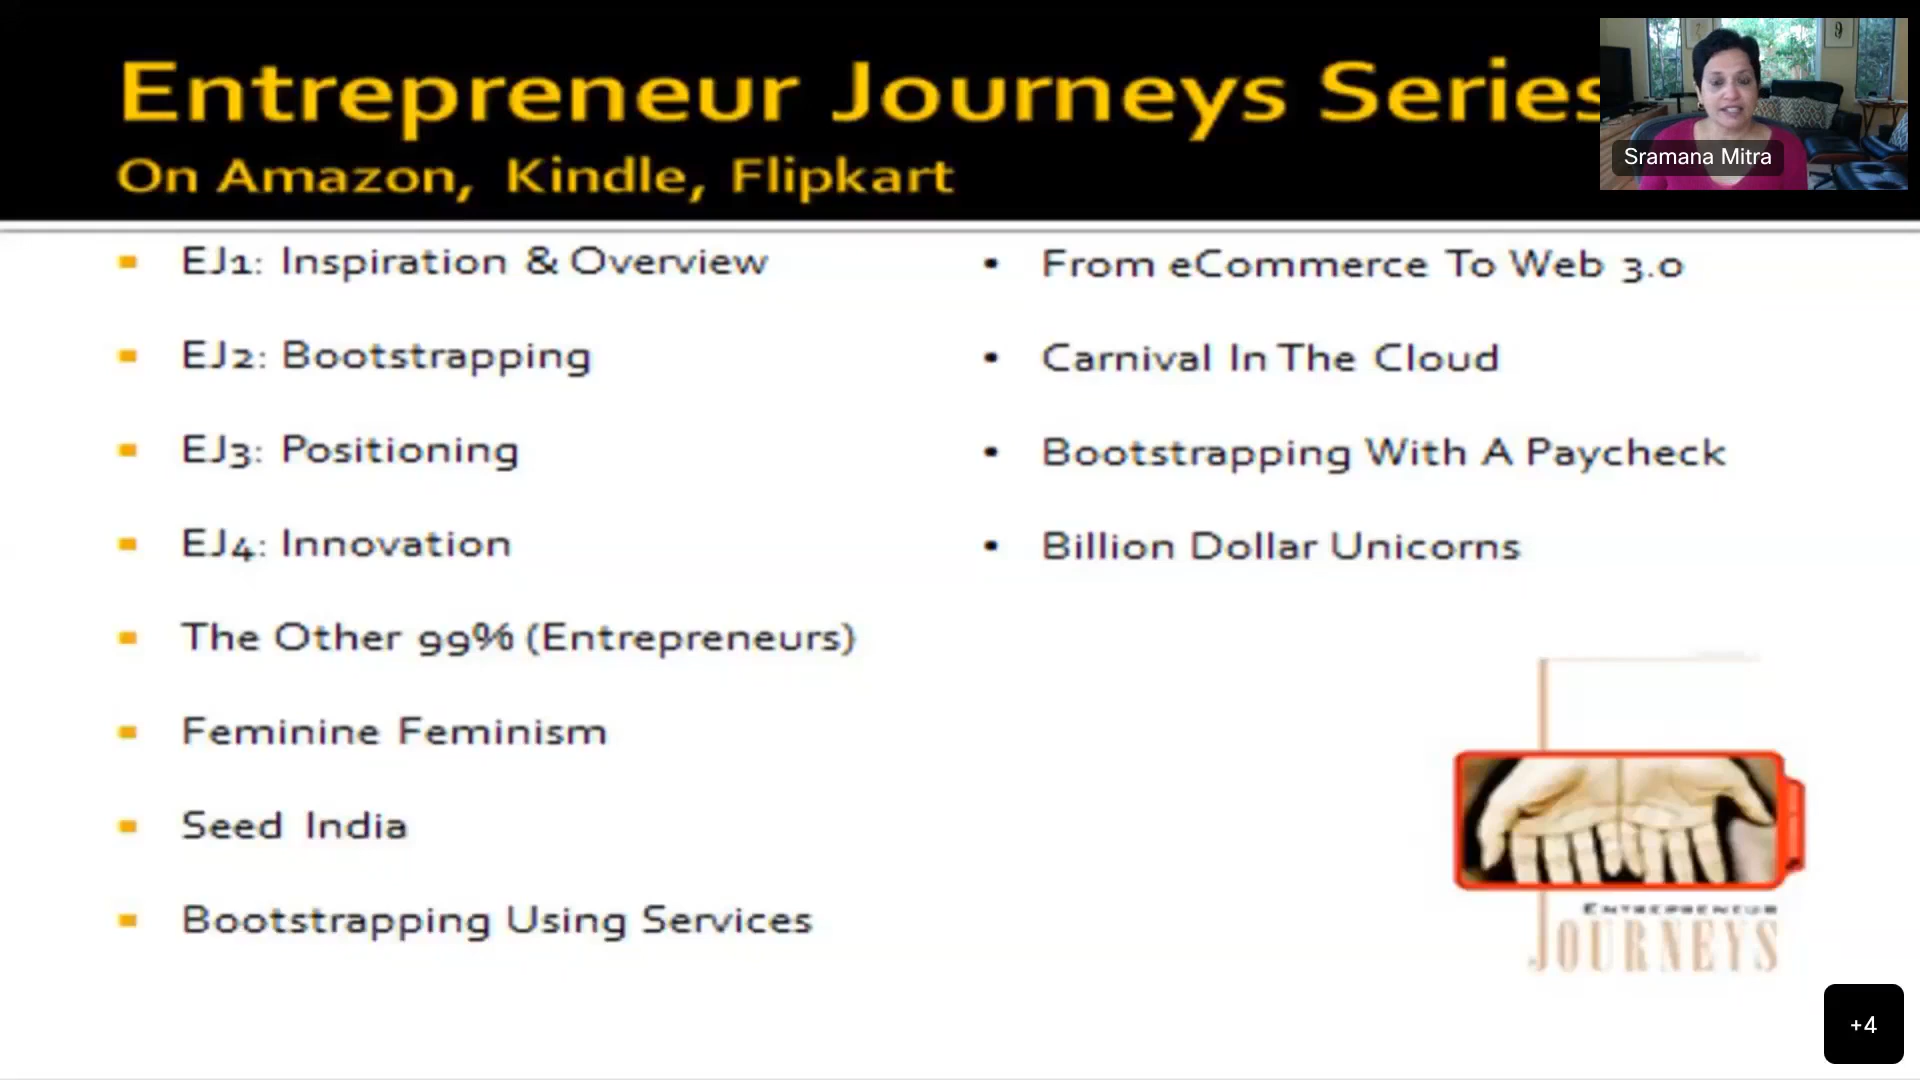 Entrepreneur Journeys Series
On Amazon, Kindle, Flipkart
Sramana Mitra
EJ1: Inspiration & Overview
EJ2: Bootstrapping
EJ3: Positioning
EJ4: Innovation
The Other 99% (Entrepreneurs)
Feminine Feminism
Seed India
Bootstrapping Using Services
• From eCommerce To Web 3.0
• Carnival In The Cloud
• Bootstrapping With A Paycheck
• Billion Dollar Unicorns
ENTREPRENEUR
JOURNEYS
+4